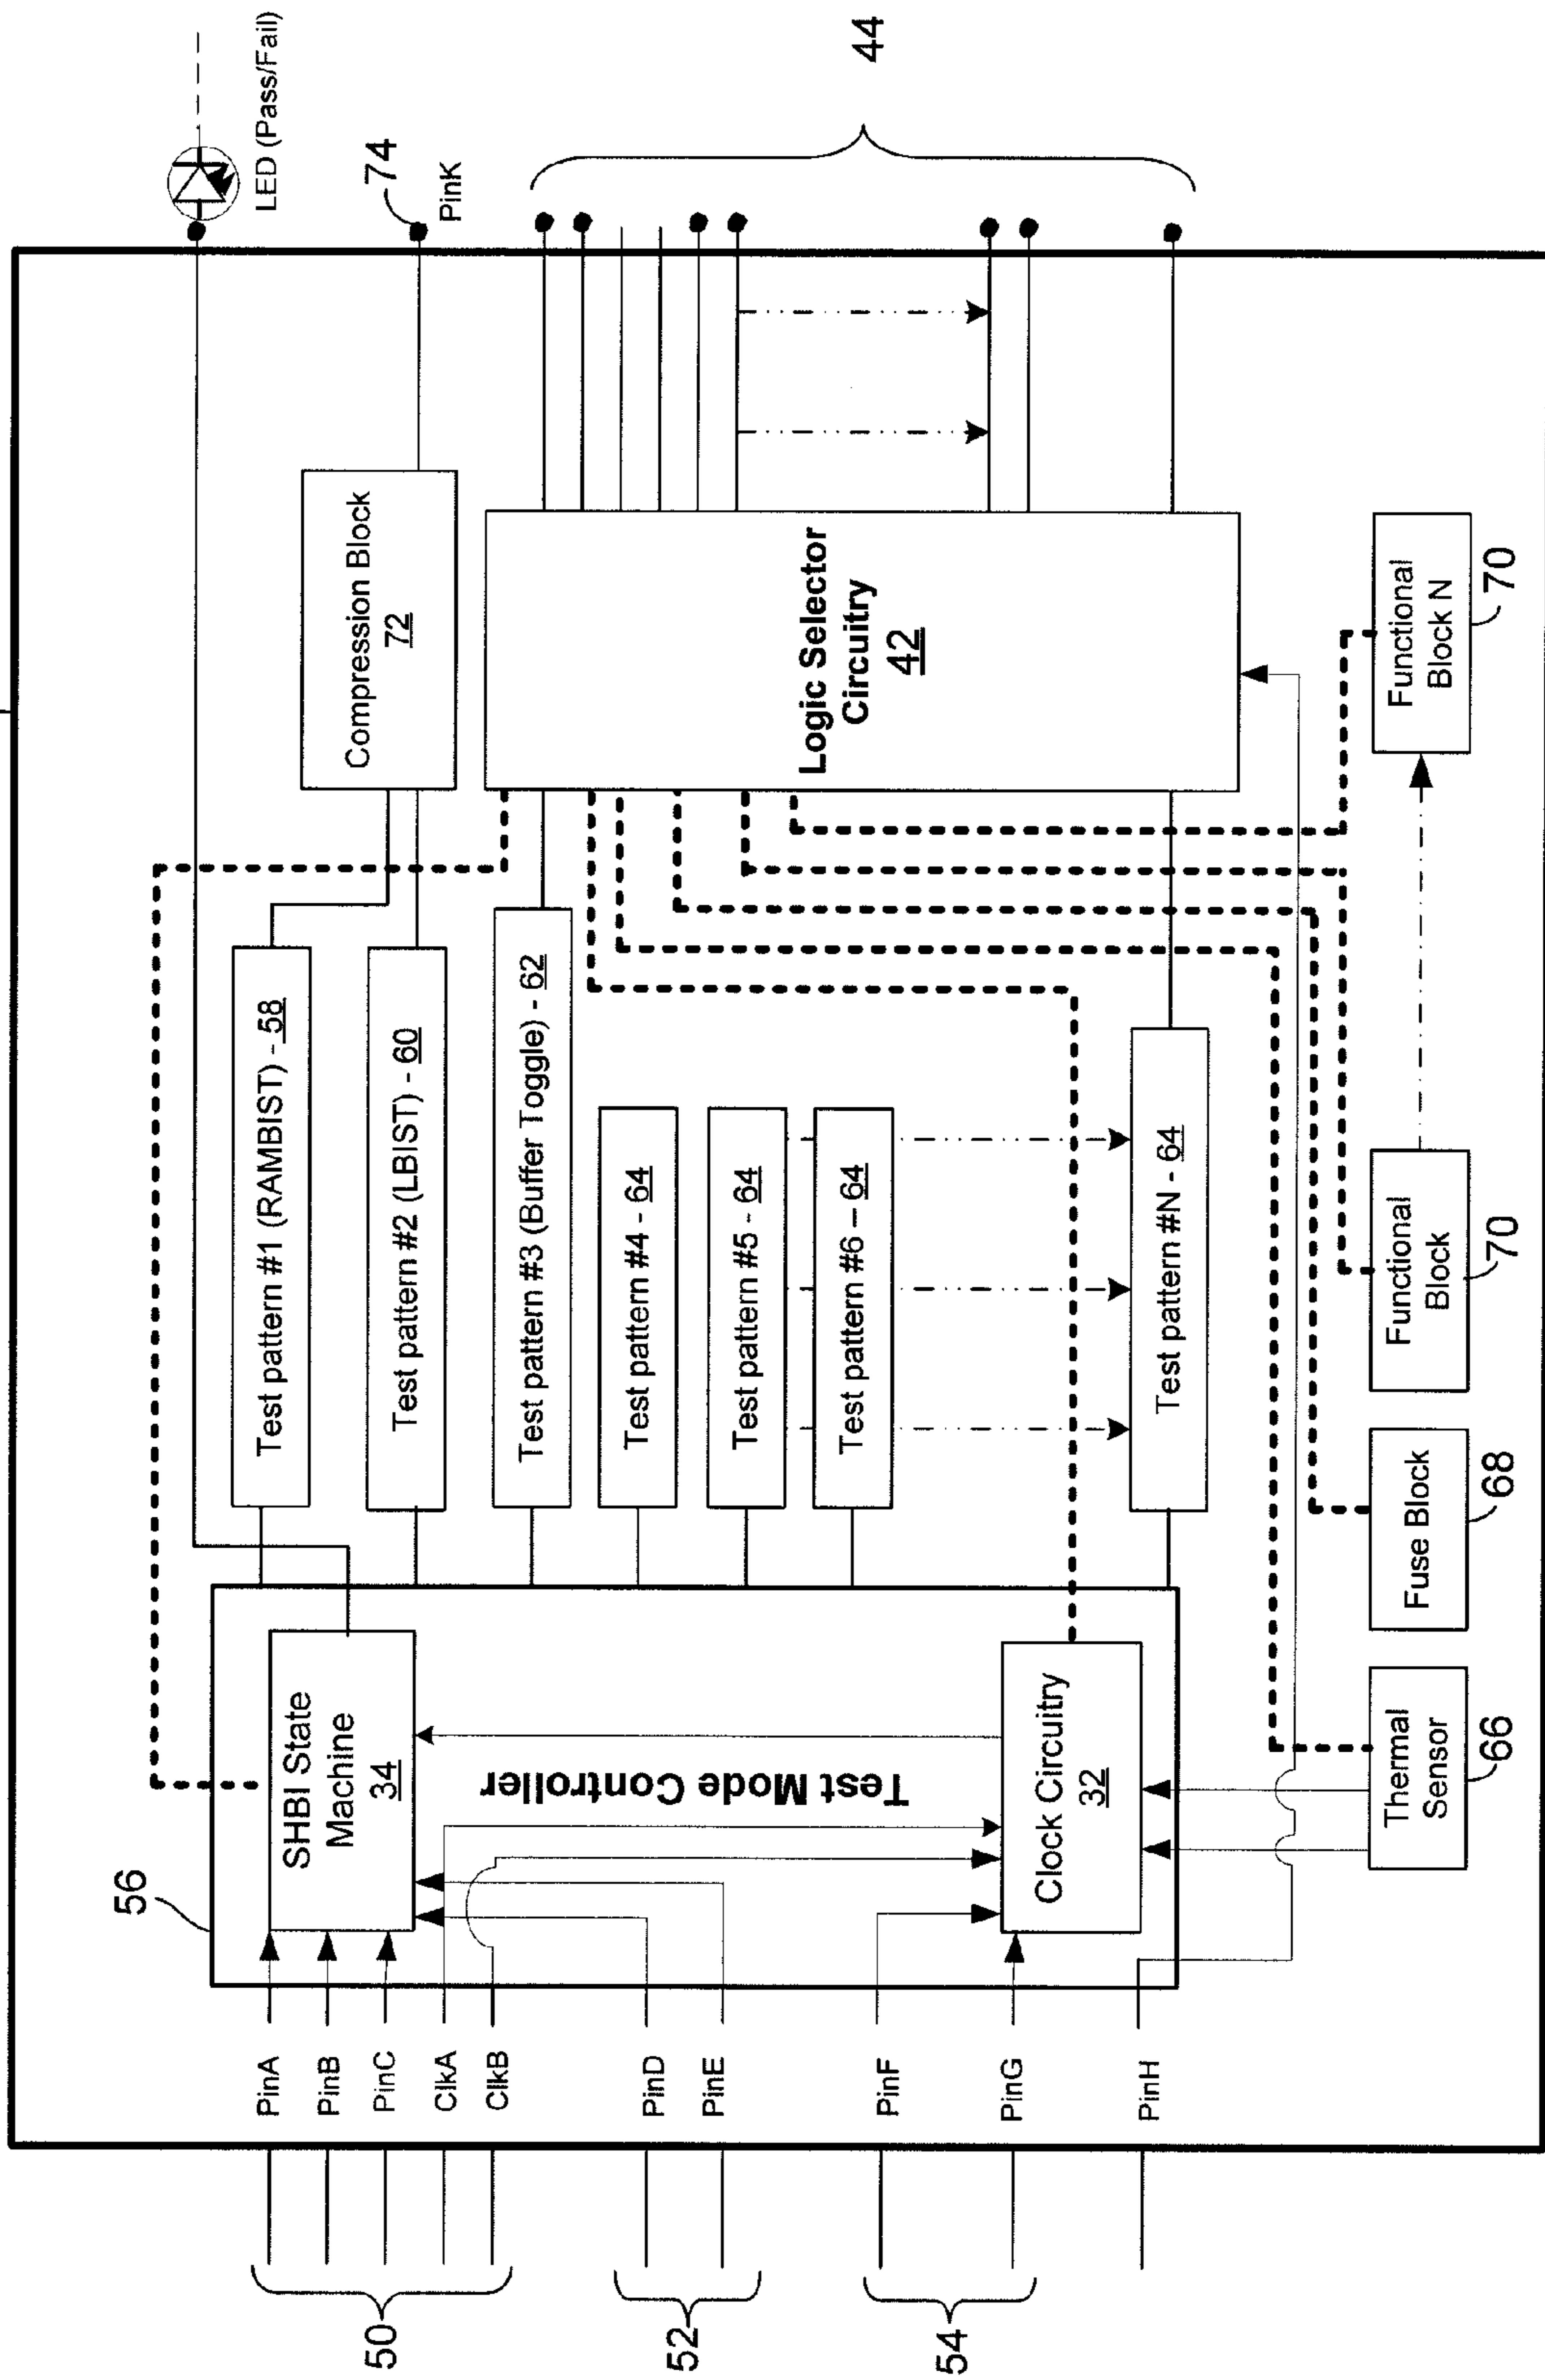 LED (Pass/Fail)
74
PinK
44
Compression Block
72
Logic Selector
Circuitry
42
Test pattern #1 (RAMBIST) - 58
Test pattern #2 (LBIST) - 60
Test pattern #3 (Buffer Toggle) - 62
Test pattern #4 - 64
Test pattern #5 - 64
Test pattern #6 – 64
Test pattern #N - 64
56
SHBI State
Machine
34
Test Mode Controller
Clock Circuitry
32
PinA
PinB
PinC
ClkA
ClkB
PinD
PinE
PinF
PinG
PinH
50
52
54
Thermal
Sensor
66
Fuse Block
68
Functional
Block
70
Functional
Block N
70